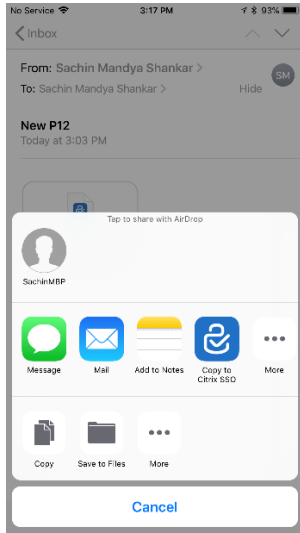 No Service 3:17 PM 93%
Inbox
From: Sachin Mandya Shankar
SM
To: Sachin Mandya Shankar Hide
New P12
Today at 3:03 PM
Tap to share with AirDrop
SachinMBP
Message Mail Add to Notes Copy to Citrix SSO More
Copy Save to Files More
Cancel